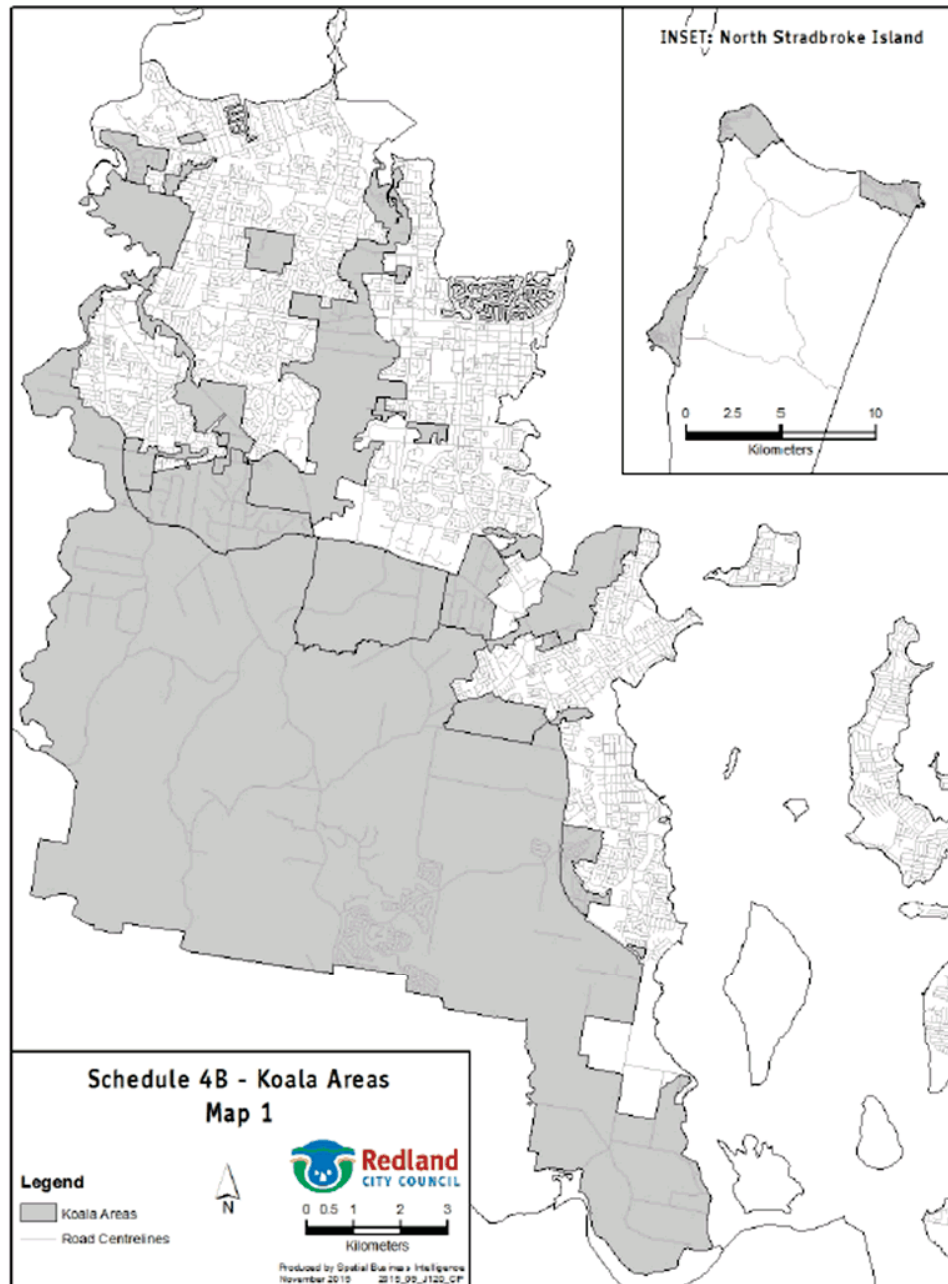 INSET: North Stradbroke Island
0 2.5 5 10
Kilometers
Schedule 4B - Koala Areas
Map 1
Redland
CITY COUNCIL
Legend
Koala Areas
Road Centrelines
N
0 0.5 1 2 3
Kilometers
Produced by Spatial Business Intelligence
November 2015